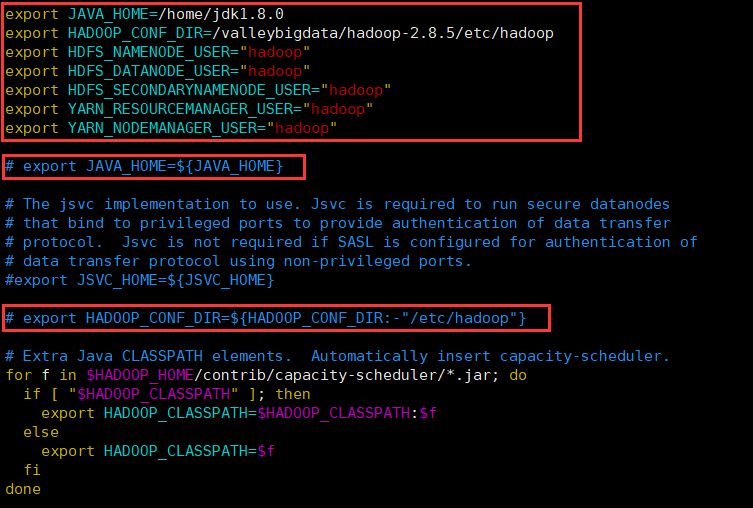 export JAVA_HOME=/home/jdk1.8.0
export HADOOP_CONF_DIR=/valleybigdata/hadoop-2.8.5/etc/hadoop
export HDFS_NAMENODE_USER="hadoop"
export HDFS_DATANODE_USER="hadoop"
export HDFS_SECONDARYNAMENODE_USER="hadoop"
export YARN_RESOURCEMANAGER_USER="hadoop"
export YARN_NODEMANAGER_USER="hadoop"
# export JAVA_HOME=${JAVA_HOME}
# The jsvc implementation to use. Jsvc is required to run secure datanodes
# that bind to privileged ports to provide authentication of data transfer
# protocol.  Jsvc is not required if SASL is configured for authentication of
# data transfer protocol using non-privileged ports.
#export JSVC_HOME=${JSVC_HOME}
# export HADOOP_CONF_DIR=${HADOOP_CONF_DIR:-"/etc/hadoop"}
# Extra Java CLASSPATH elements.  Automatically insert capacity-scheduler.
for f in $HADOOP_HOME/contrib/capacity-scheduler/*.jar; do
  if [ "$HADOOP_CLASSPATH" ]; then
    export HADOOP_CLASSPATH=$HADOOP_CLASSPATH:$f
  else
    export HADOOP_CLASSPATH=$f
  fi
done